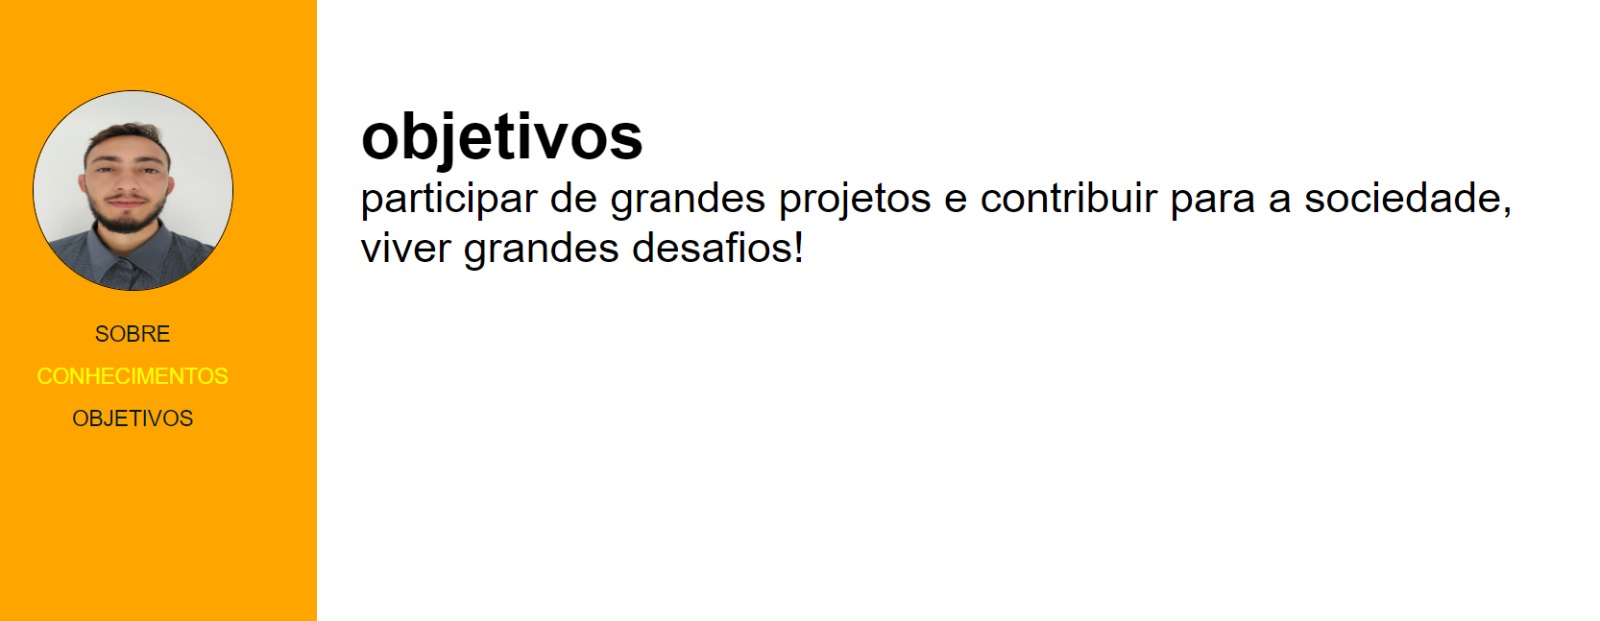 SOBRE
CONHECIMENTOS
OBJETIVOS
objetivos
participar de grandes projetos e contribuir para a sociedade,
viver grandes desafios!